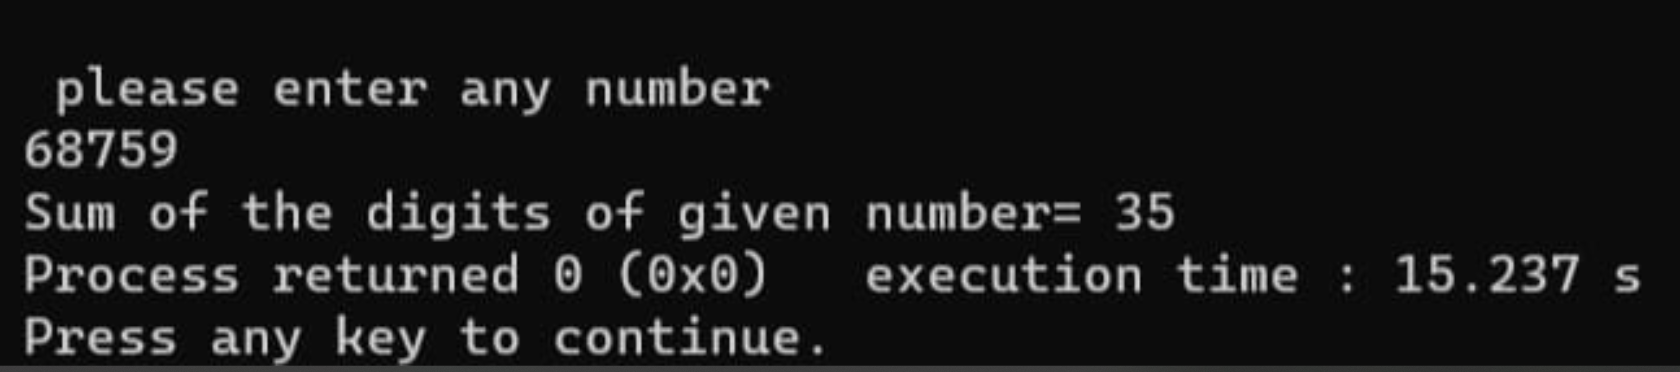 please enter any number
68759
Sum of the digits of given number= 35
Process returned 0 (0x0)   execution time : 15.237 s
Press any key to continue.